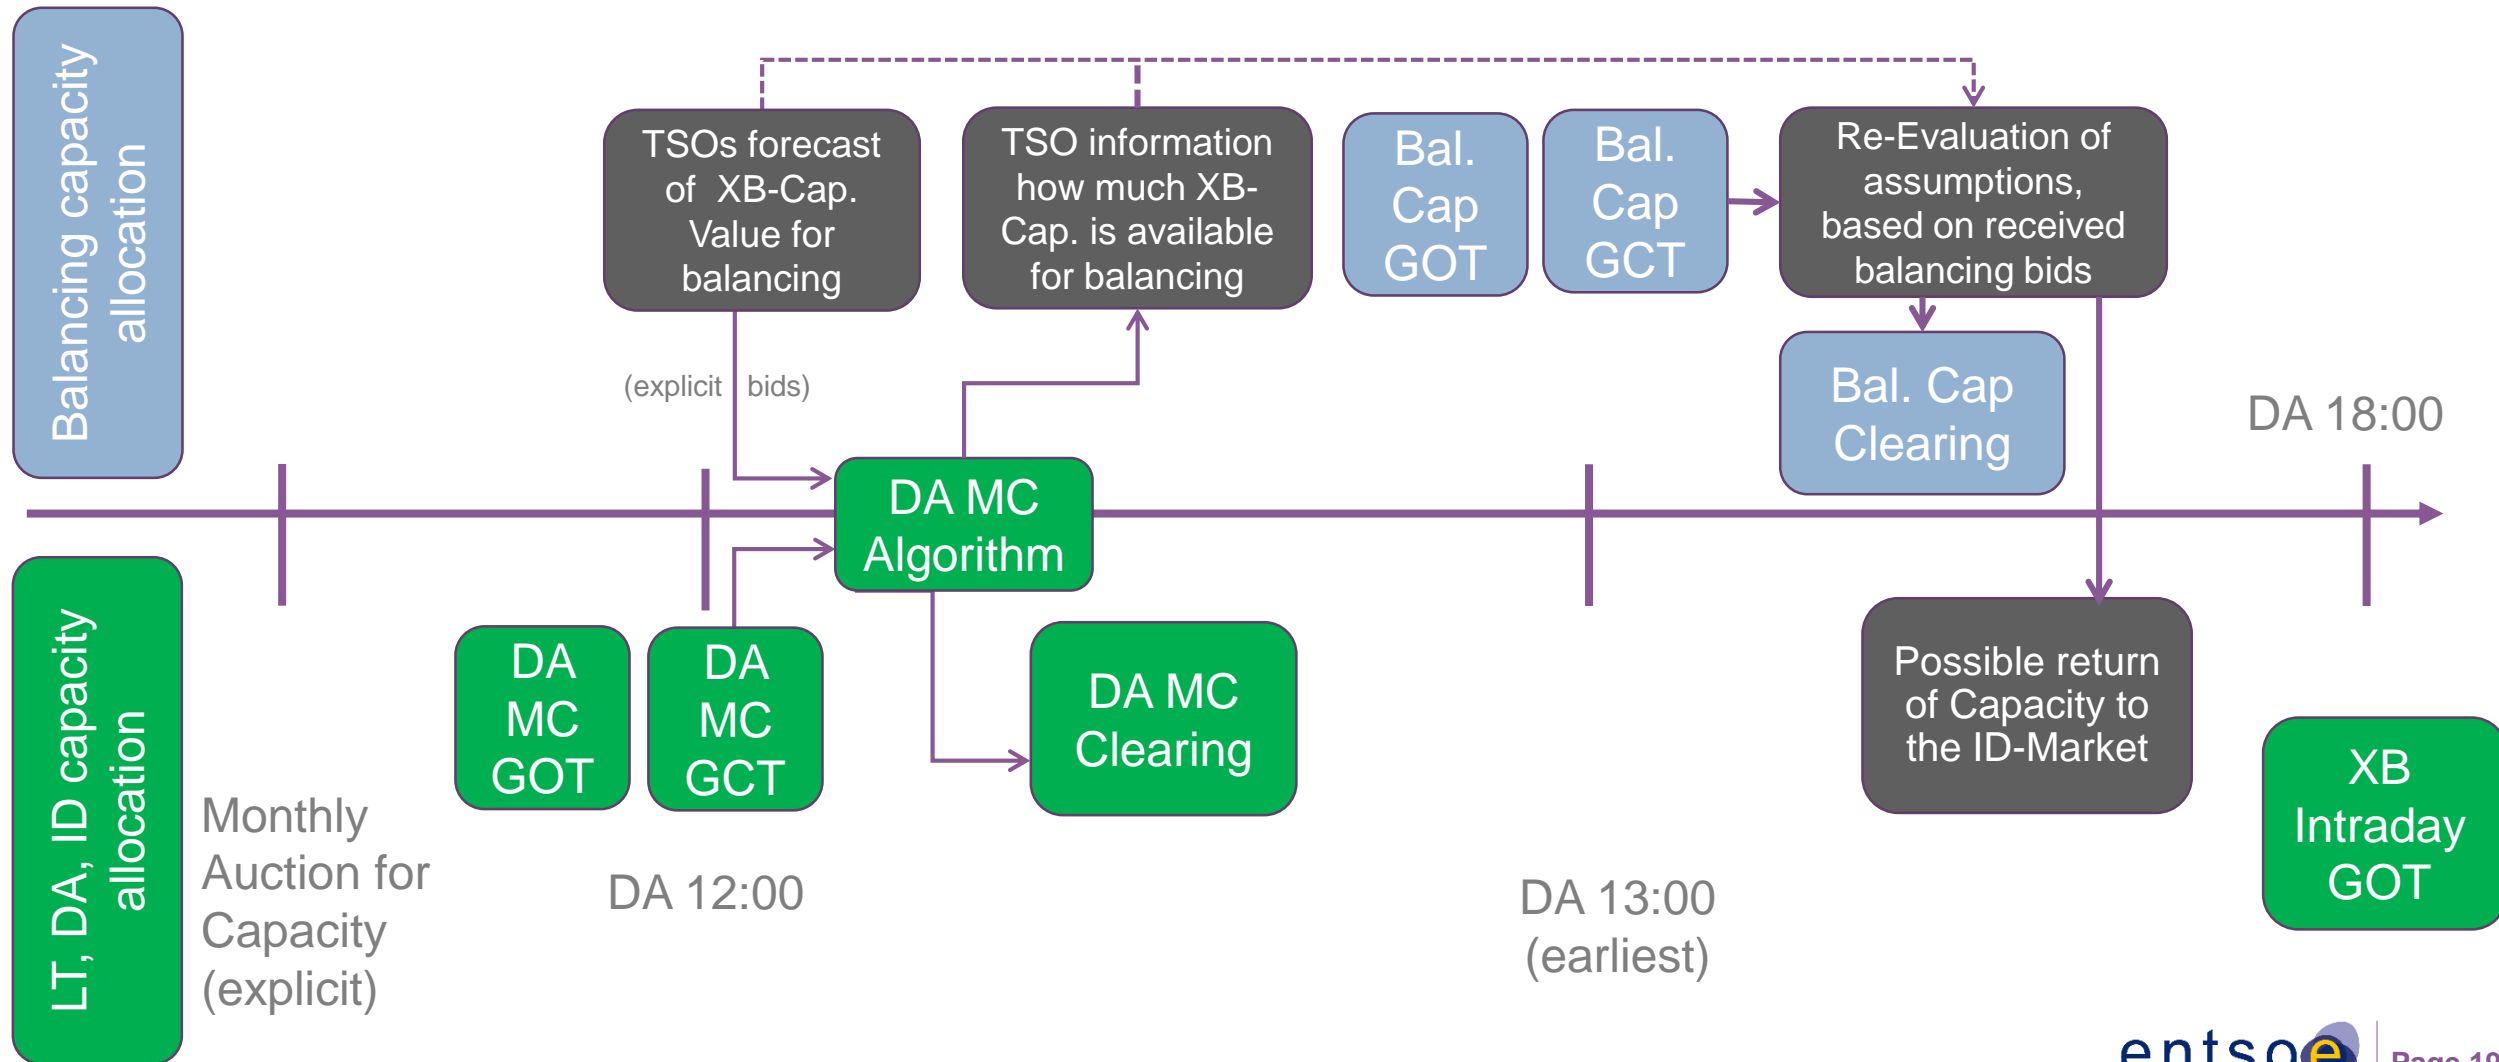 Balancing capacity
allocation
TSOs forecast
of XB-Cap.
Value for
balancing
TSO information
how much XB-
Cap. is available
for balancing
Bal.
Cap
GOT
Bal.
Cap
GCT
Re-Evaluation of
assumptions,
based on received
balancing bids
(explicit bids)
Bal. Cap
Clearing
DA 18:00
DA MC
Algorithm
LT, DA, ID capacity
allocation
Monthly
Auction for
Capacity
(explicit)
DA
MC
GOT
DA
MC
GCT
DA 12:00
DA MC
Clearing
DA 13:00
(earliest)
Possible return
of Capacity to
the ID-Market
XB
Intraday
GOT
entsoe
Page 19